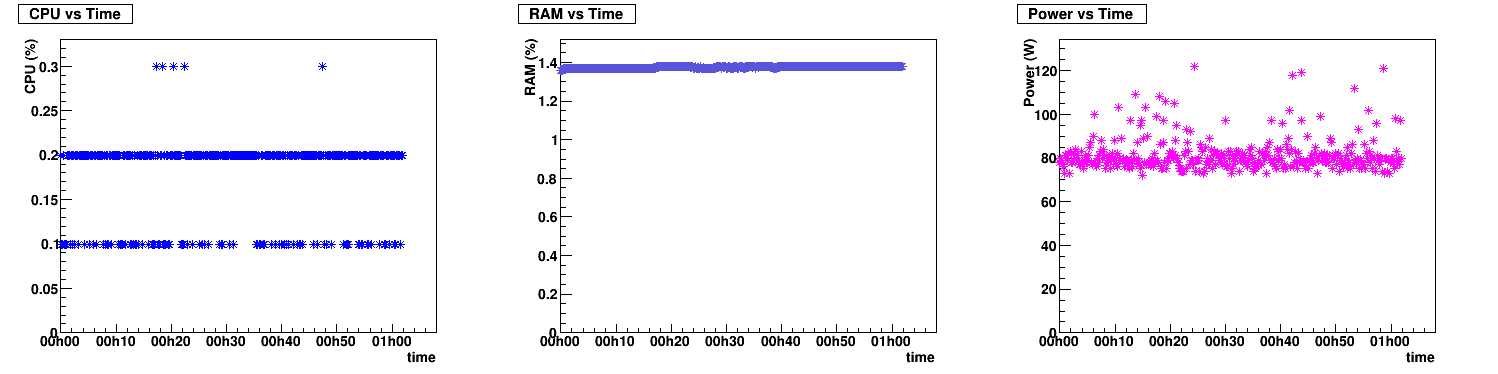 CPU vs Time
CPU (%)
0.3
0.25
0.2
0.15
0.1
0.05
0
00h00 00h10 00h20 00h30 00h40 00h50 01h00
time
RAM vs Time
RAM (%)
1.4
1.2
1
0.8
0.6
0.4
0.2
0
00h00 00h10 00h20 00h30 00h40 00h50 01h00
time
Power vs Time
Power (W)
120
100
80
60
40
20
0
00h00 00h10 00h20 00h30 00h40 00h50 01h00
time